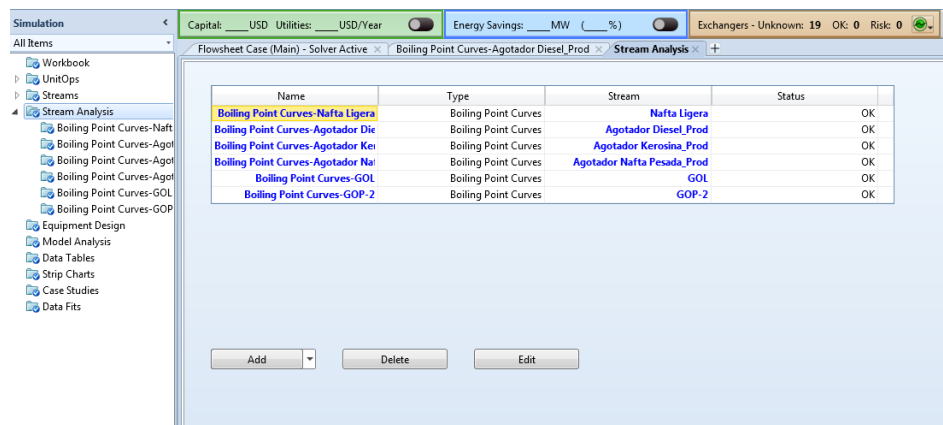 Simulation <
Capital: ____USD Utilities: ____USD/Year
Energy Savings: ____MW (____%)
Exchangers - Unknown: 19 OK: 0 Risk: 0
All Items
Flowsheet Case (Main) - Solver Active × Boiling Point Curves-Agotador Diesel_Prod × Stream Analysis × +
Workbook
UnitOps
Streams
Stream Analysis
Boiling Point Curves-Naft
Boiling Point Curves-Agot
Boiling Point Curves-Agot
Boiling Point Curves-Agot
Boiling Point Curves-GOL
Boiling Point Curves-GOP
Equipment Design
Model Analysis
Data Tables
Strip Charts
Case Studies
Data Fits
Name Type Stream Status
Boiling Point Curves-Nafta Ligera Boiling Point Curves Nafta Ligera OK
Boiling Point Curves-Agotador Die Boiling Point Curves Agotador Diesel_Prod OK
Boiling Point Curves-Agotador Ker Boiling Point Curves Agotador Kerosina_Prod OK
Boiling Point Curves-Agotador Naf Boiling Point Curves Agotador Nafta Pesada_Prod OK
Boiling Point Curves-GOL Boiling Point Curves GOL OK
Boiling Point Curves-GOP-2 Boiling Point Curves GOP-2 OK
Add Delete Edit